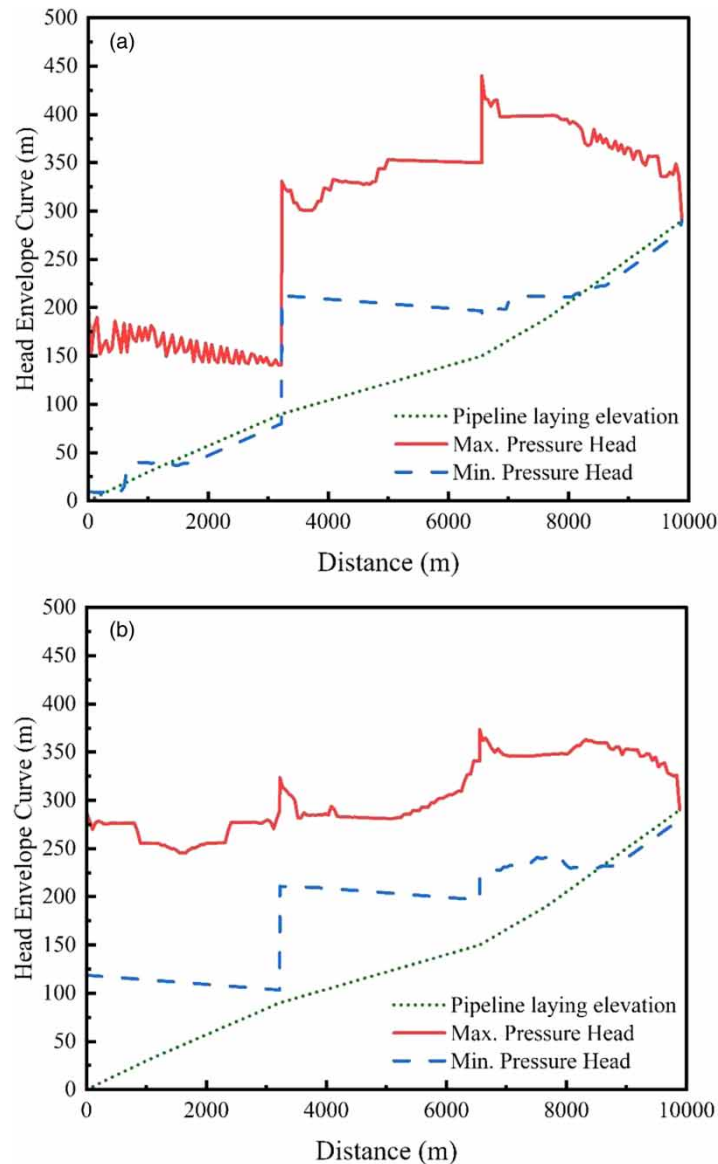 (a)
500
450
400
350
300
250
200
150
100
50
0
Head Envelope Curve (m)
Pipeline laying elevation
Max. Pressure Head
Min. Pressure Head
0 2000 4000 6000 8000 10000
Distance (m)
(b)
500
450
400
350
300
250
200
150
100
50
0
Head Envelope Curve (m)
Pipeline laying elevation
Max. Pressure Head
Min. Pressure Head
0 2000 4000 6000 8000 10000
Distance (m)